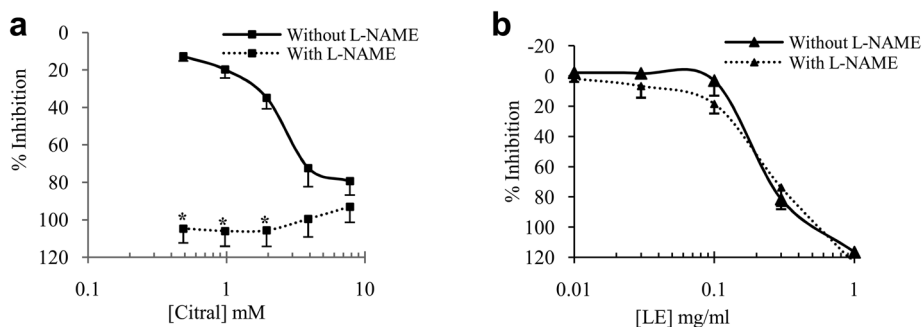 a
0
20
40
60
80
100
120
% Inhibition
Without L-NAME
With L-NAME
* * *
0.1 1 10
[Citral] mM
b
-20
0
20
40
60
80
100
120
% Inhibition
Without L-NAME
With L-NAME
0.01 0.1 1
[LE] mg/ml